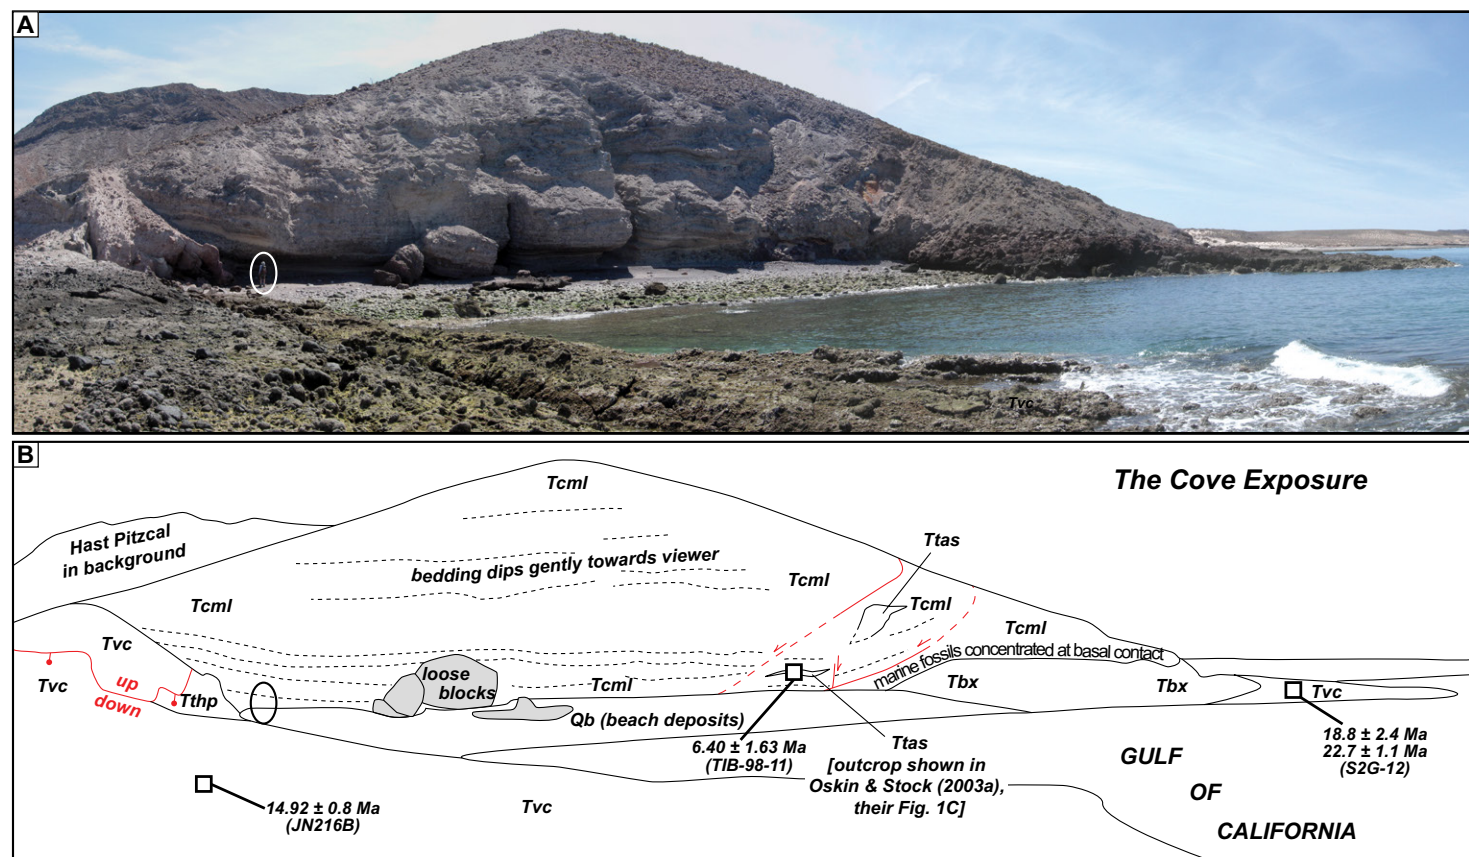 A
Tvc
B
The Cove Exposure
Tcml
Hast Pitzcal
in background
Ttas
bedding dips gently towards viewer
Tcml
Tcml
Tcml
Tcml
Tvc
marine fossils concentrated at basal contact
Tvc
up
down
Tthp
loose
blocks
Tcml
Tbx
Tbx
Tvc
Qb (beach deposits)
6.40 ± 1.63 Ma
(TIB-98-11)
Ttas
[outcrop shown in
Oskin & Stock (2003a),
their Fig. 1C]
18.8 ± 2.4 Ma
22.7 ± 1.1 Ma
(S2G-12)
GULF
OF
CALIFORNIA
14.92 ± 0.8 Ma
(JN216B)
Tvc